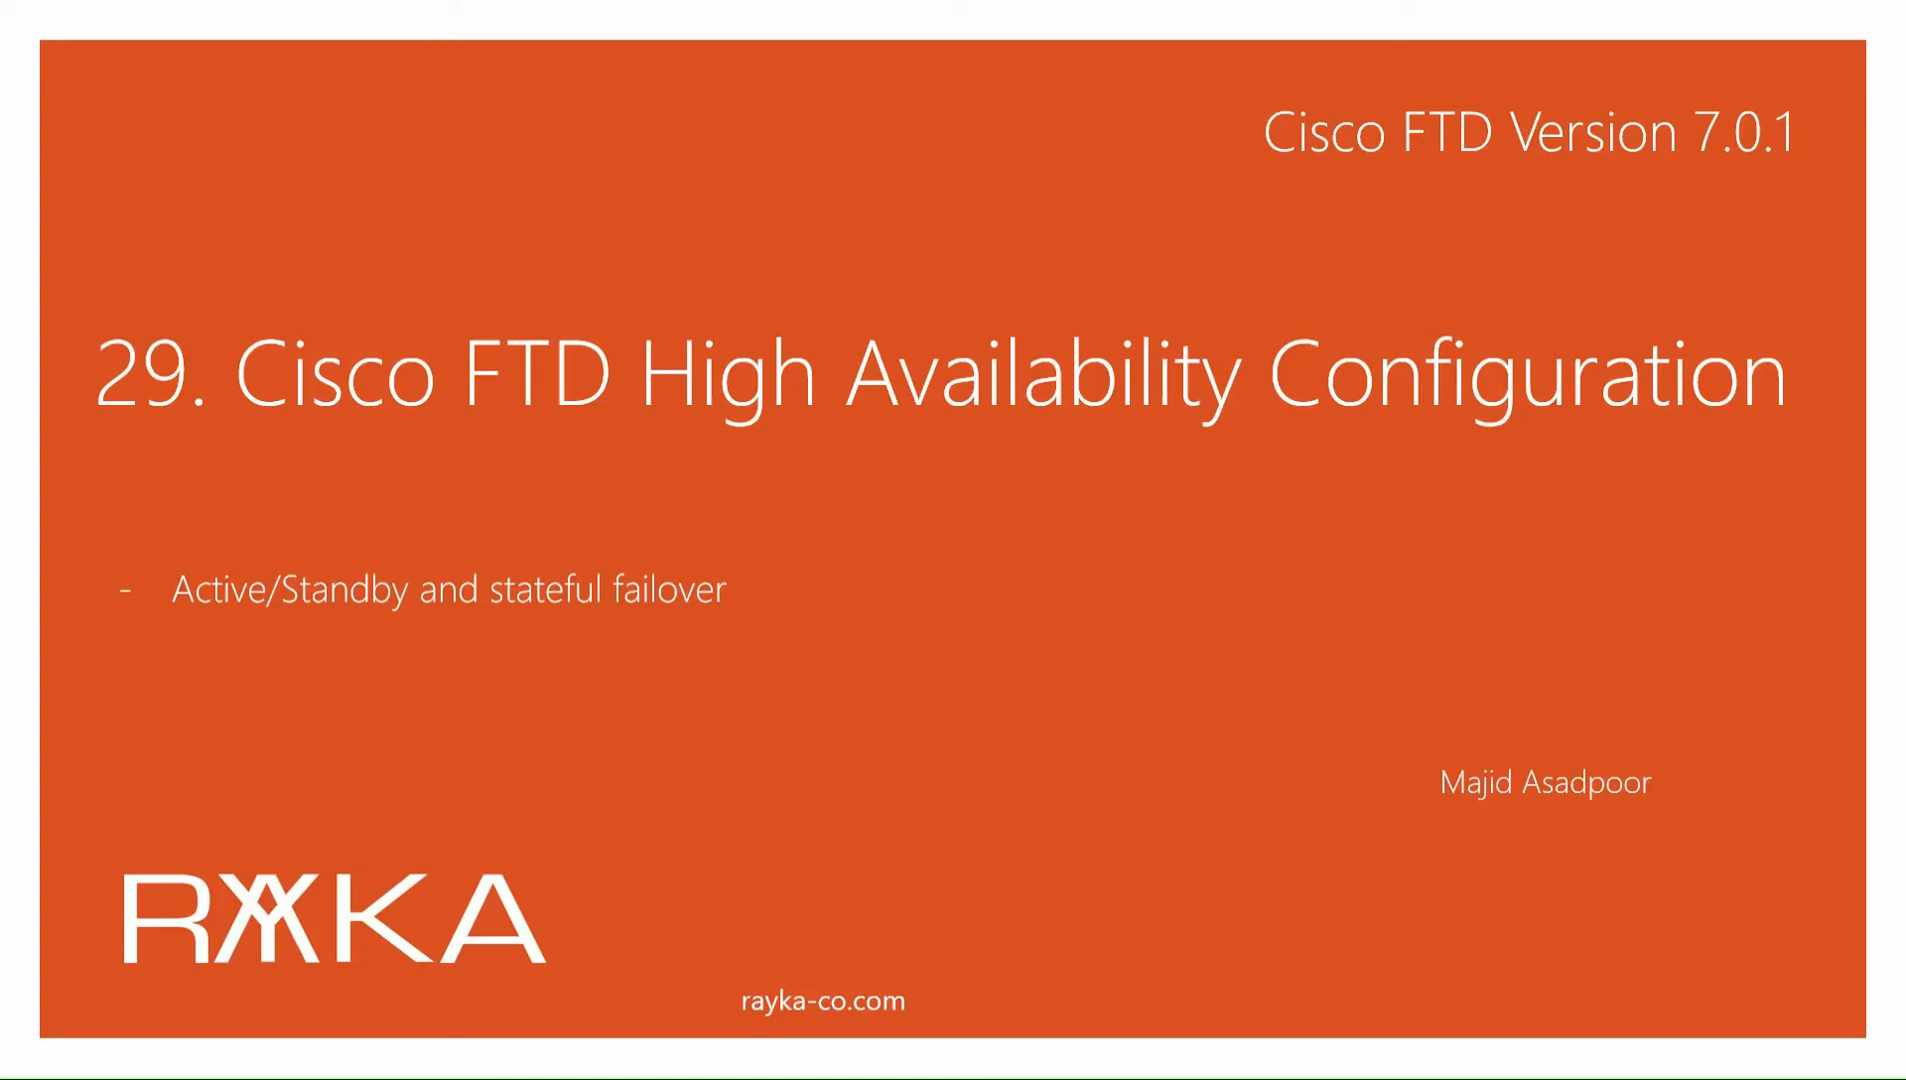 Cisco FTD Version 7.0.1
29. Cisco FTD High Availability Configuration
- Active/Standby and stateful failover
Majid Asadpoor
RAYKA
rayka-co.com